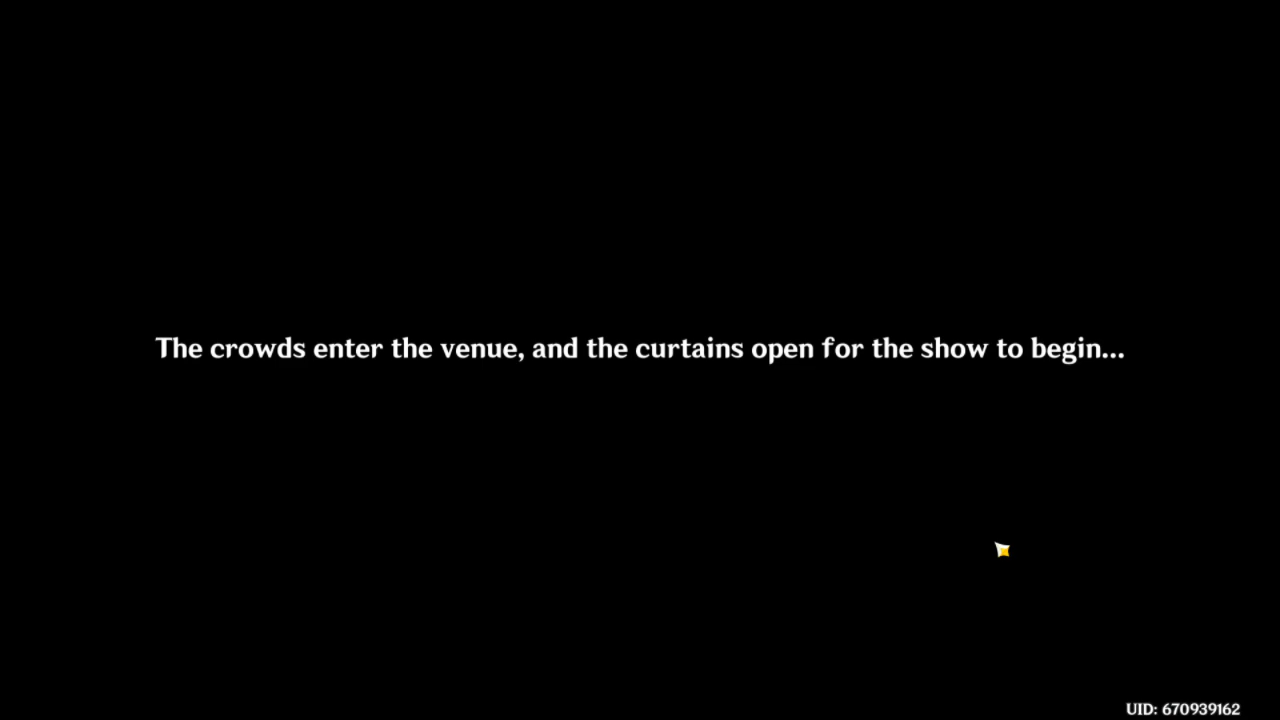 The crowds enter the venue, and the curtains open for the show to begin...
UID: 670939162